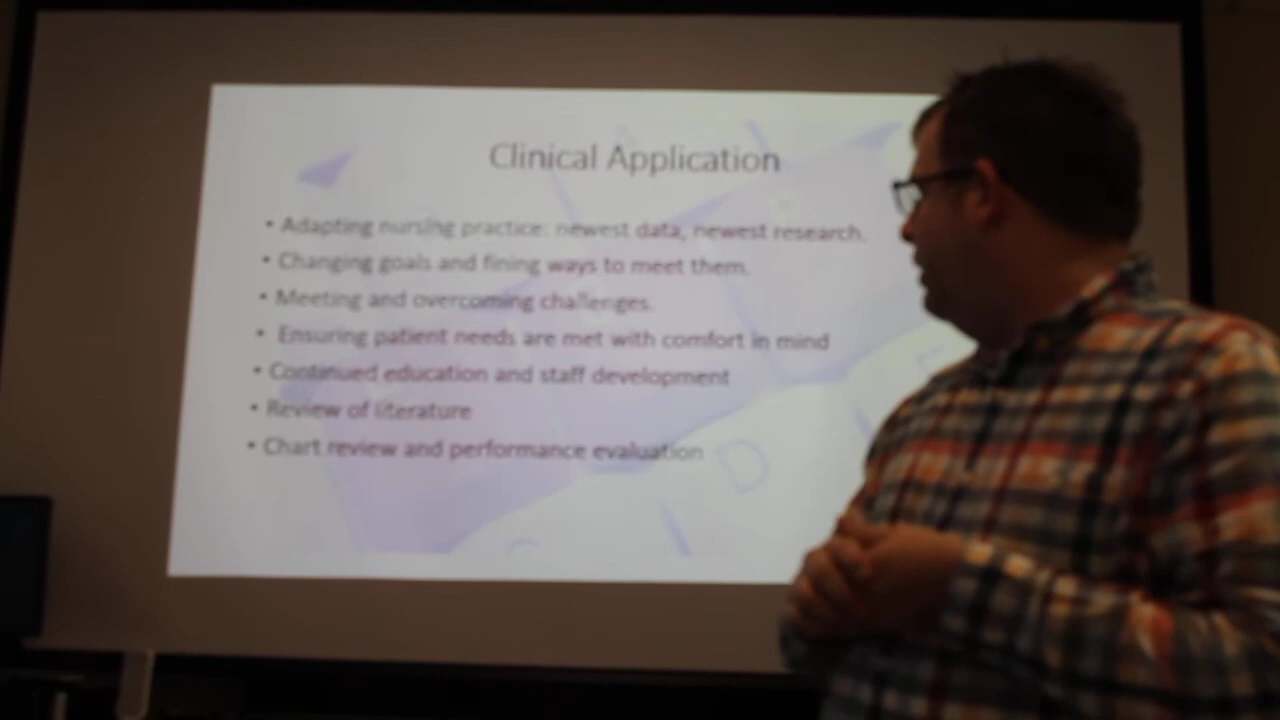 Clinical Application
• Adapting nursing practice: newest data, newest research.
• Changing goals and fining ways to meet them.
• Meeting and overcoming challenges.
• Ensuring patient needs are met with comfort in mind
• Continued education and staff development
• Review of literature
• Chart review and performance evaluation
D